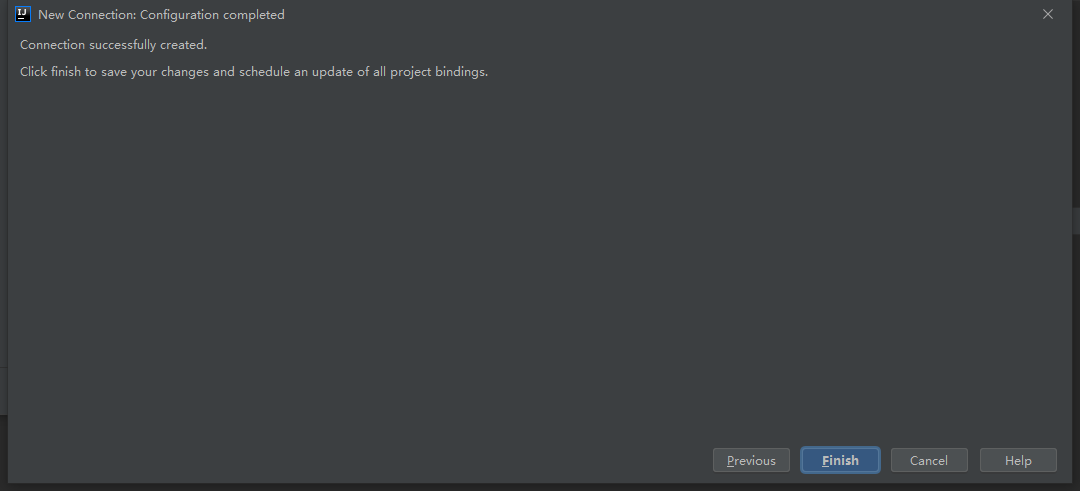 New Connection: Configuration completed
Connection successfully created.
Click finish to save your changes and schedule an update of all project bindings.
Previous Finish Cancel Help